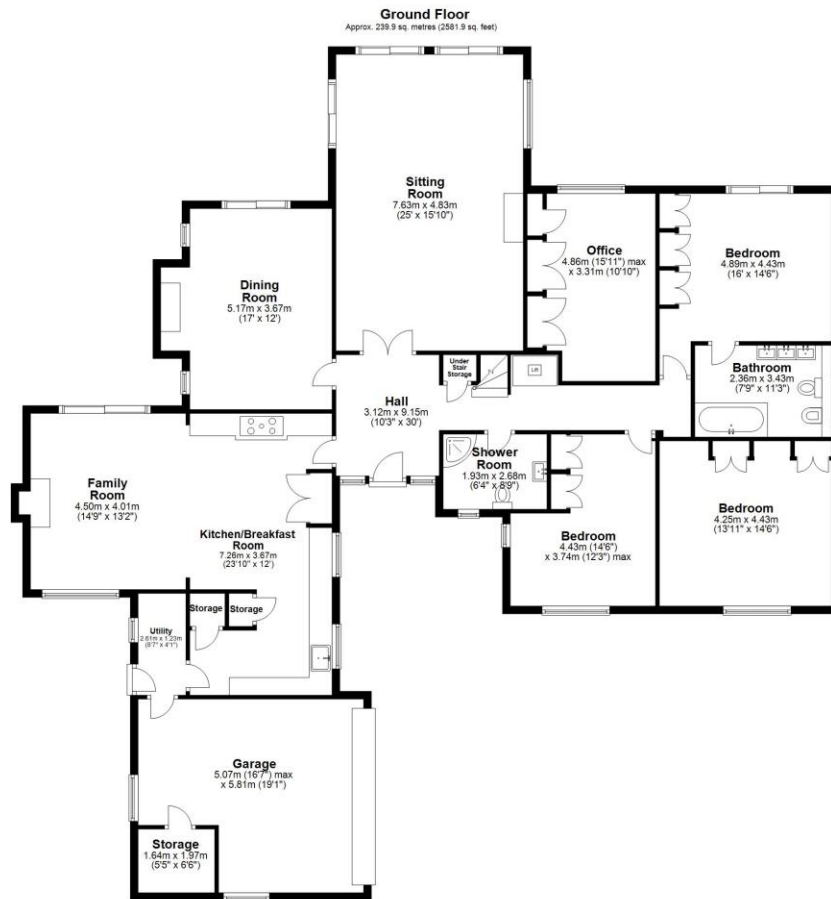 Ground Floor
Approx. 239.9 sq. metres (2581.9 sq. feet)
Sitting
Room
7.63m x 4.83m
(25' x 15'10")
Office
4.86m (15'11") max
x 3.31m (10'10")
Bedroom
4.89m x 4.43m
(16' x 14'6")
Dining
Room
5.17m x 3.67m
(17' x 12')
Under
Stair
Storage
Lift
Bathroom
2.36m x 3.43m
(7'9" x 11'3")
Hall
3.12m x 9.15m
(10'3" x 30')
Shower
Room
1.93m x 2.68m
(6'4" x 8'9")
Family
Room
4.50m x 4.01m
(14'9" x 13'2")
Bedroom
4.25m x 4.43m
(13'11" x 14'6")
Kitchen/Breakfast
Room
7.26m x 3.67m
(23'10" x 12')
Bedroom
4.43m (14'6")
x 3.74m (12'3") max
Storage
Storage
Utility
2.61m x 1.23m
(8'7" x 4'1")
Garage
5.07m (16'7") max
x 5.81m (19'1")
Storage
1.64m x 1.97m
(5'5" x 6'6")